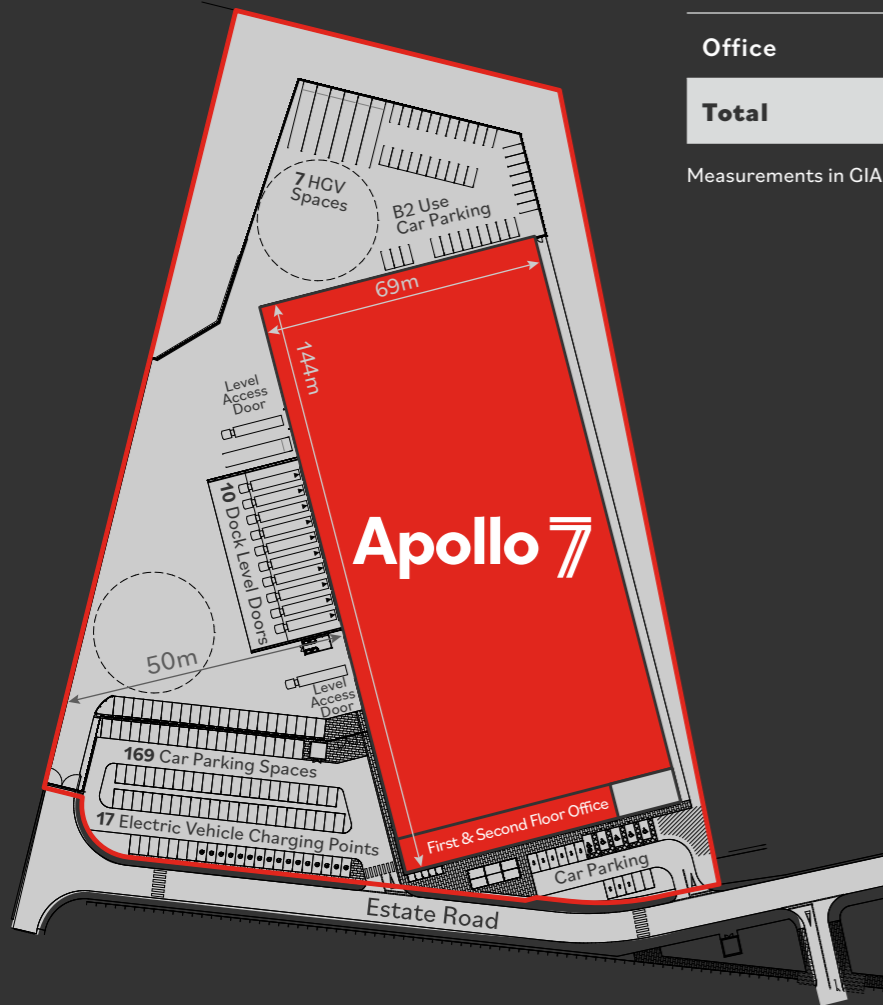 Office
Total
Measurements in GIA
7 HGV
Spaces
B2 Use
Car Parking
69m
144m
Level
Access
Door
10 Dock Level Doors
Apollo 7
50m
Level
Access
Door
169 Car Parking Spaces
17 Electric Vehicle Charging Points
First & Second Floor Office
Car Parking
Estate Road